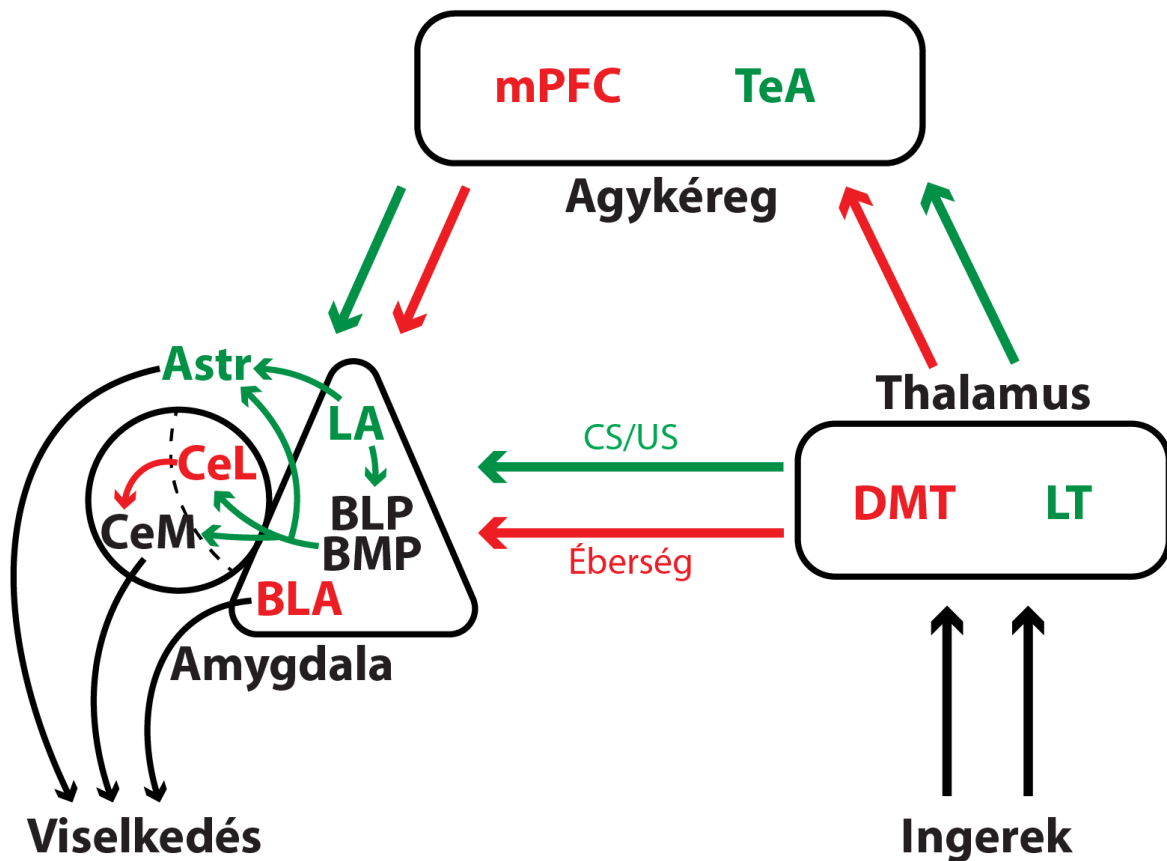 mPFC TeA
Agykéreg
Astr
LA
CeL
CeM
BLP
BMP
BLA
Amygdala
CS/US
Éberség
Thalamus
DMT LT
Viselkedés
Ingerek